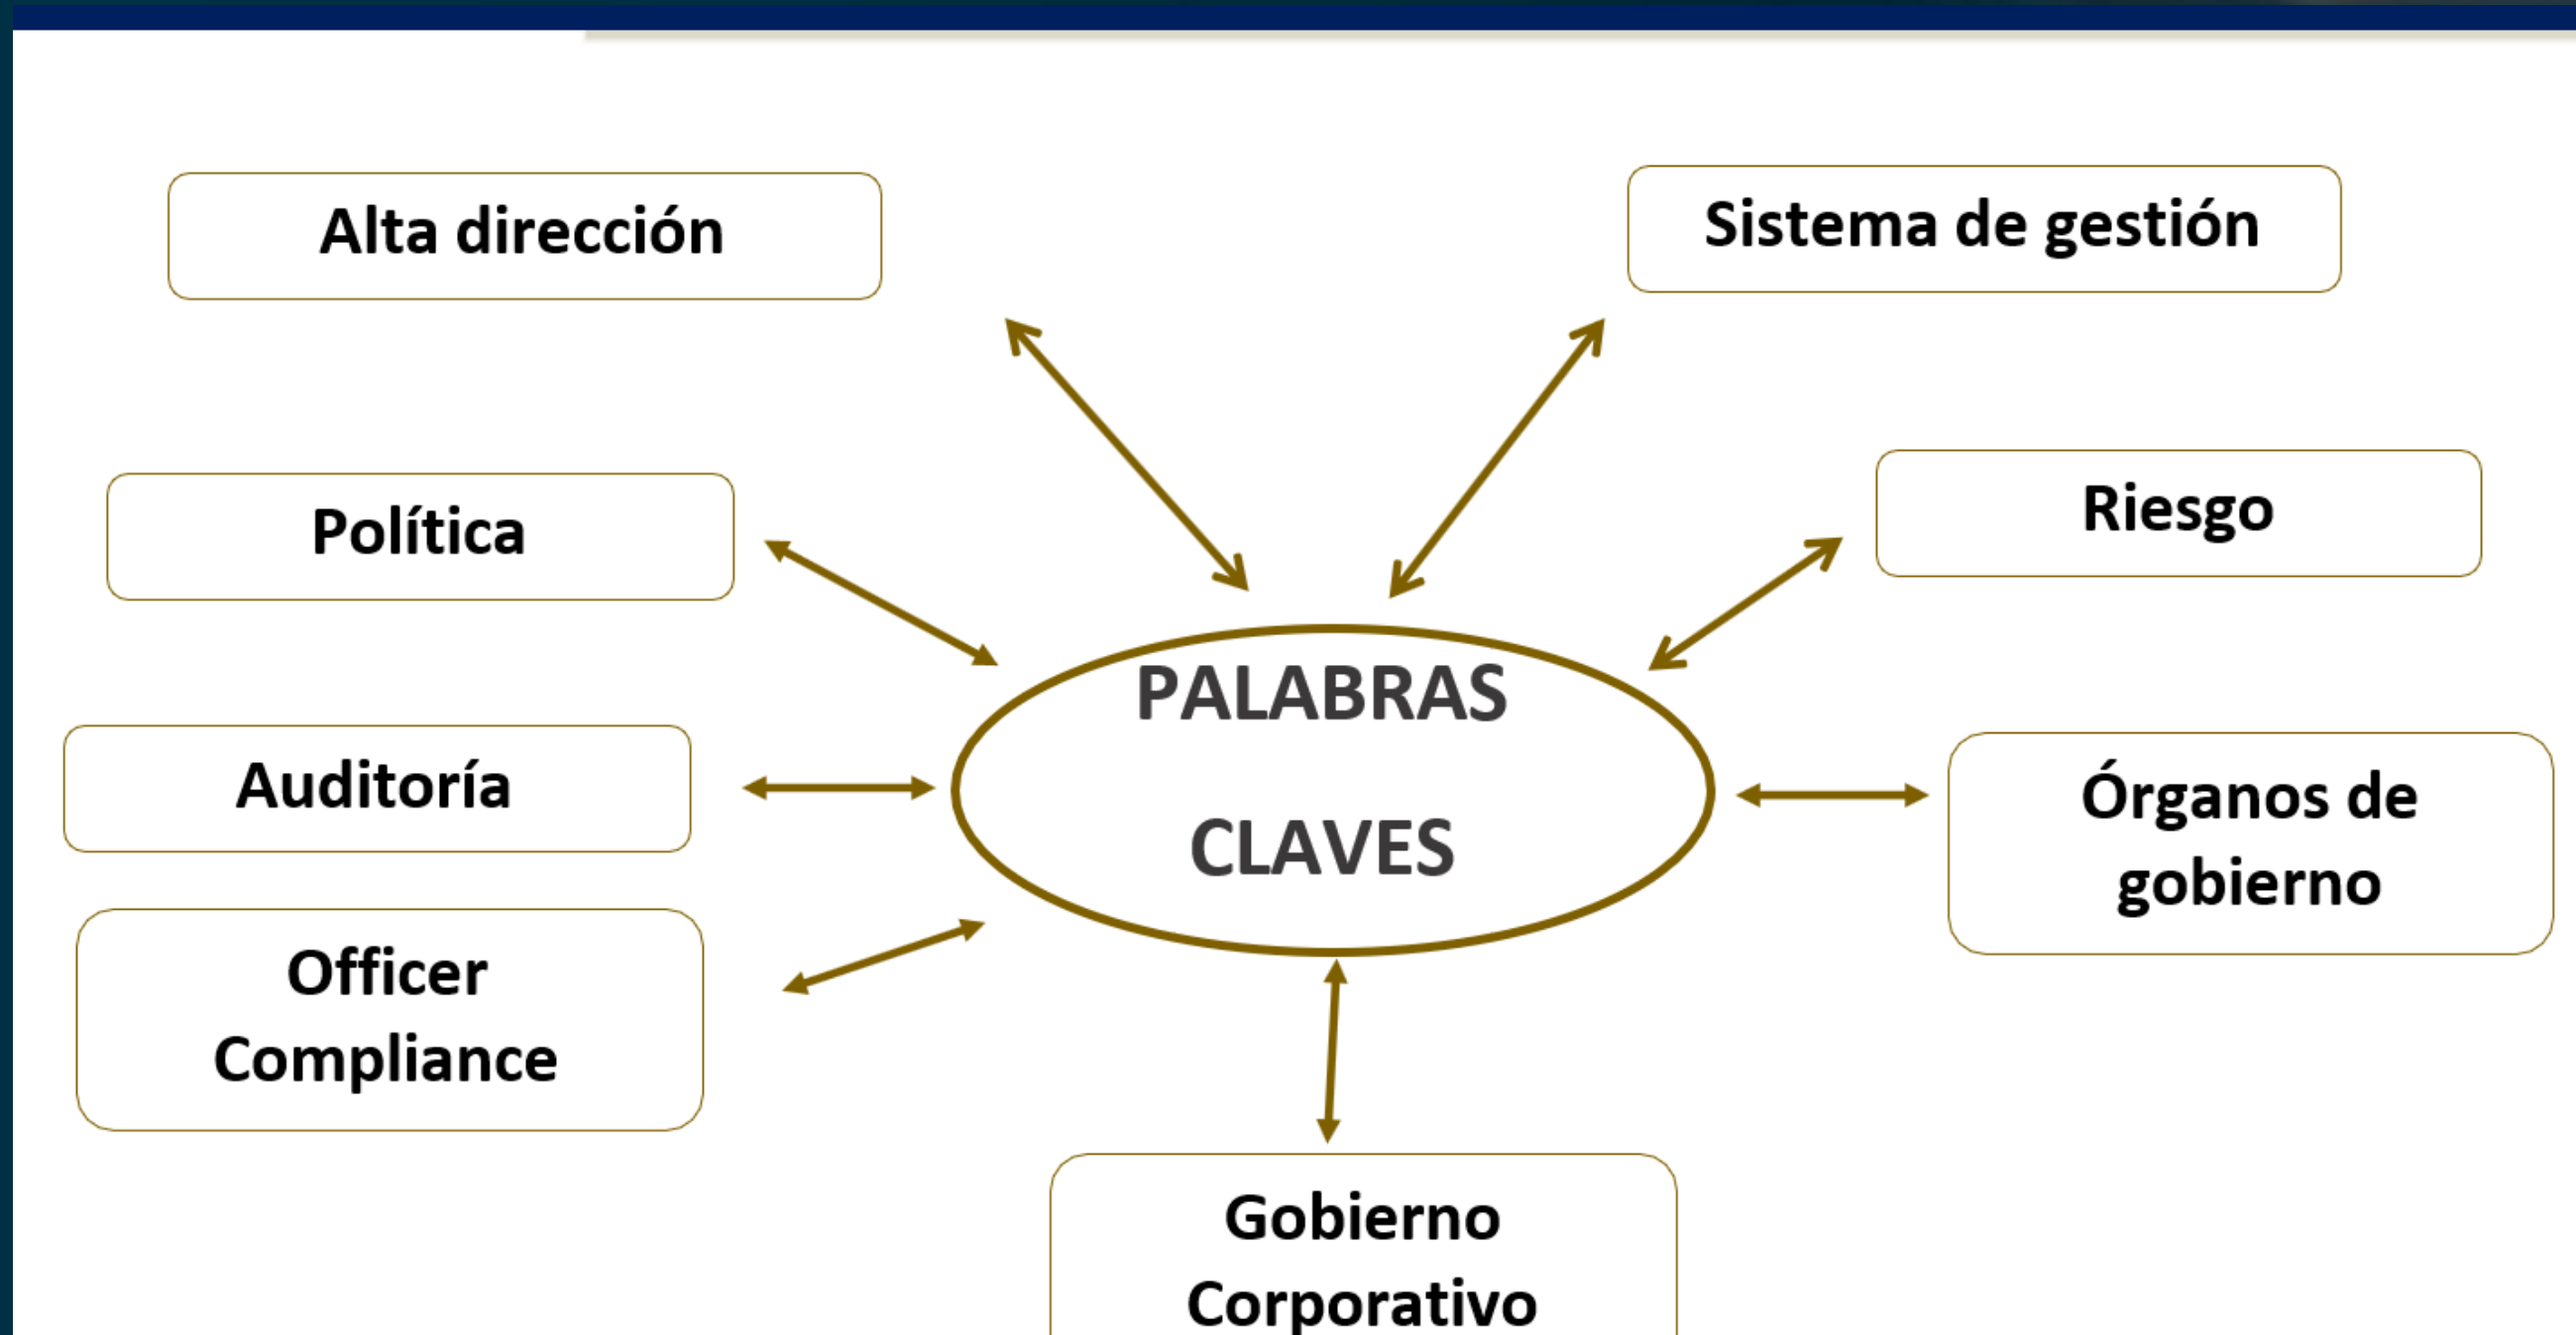 Alta dirección
Sistema de gestión
Política
Riesgo
PALABRAS
CLAVES
Auditoría
Órganos de
gobierno
Officer
Compliance
Gobierno
Corporativo